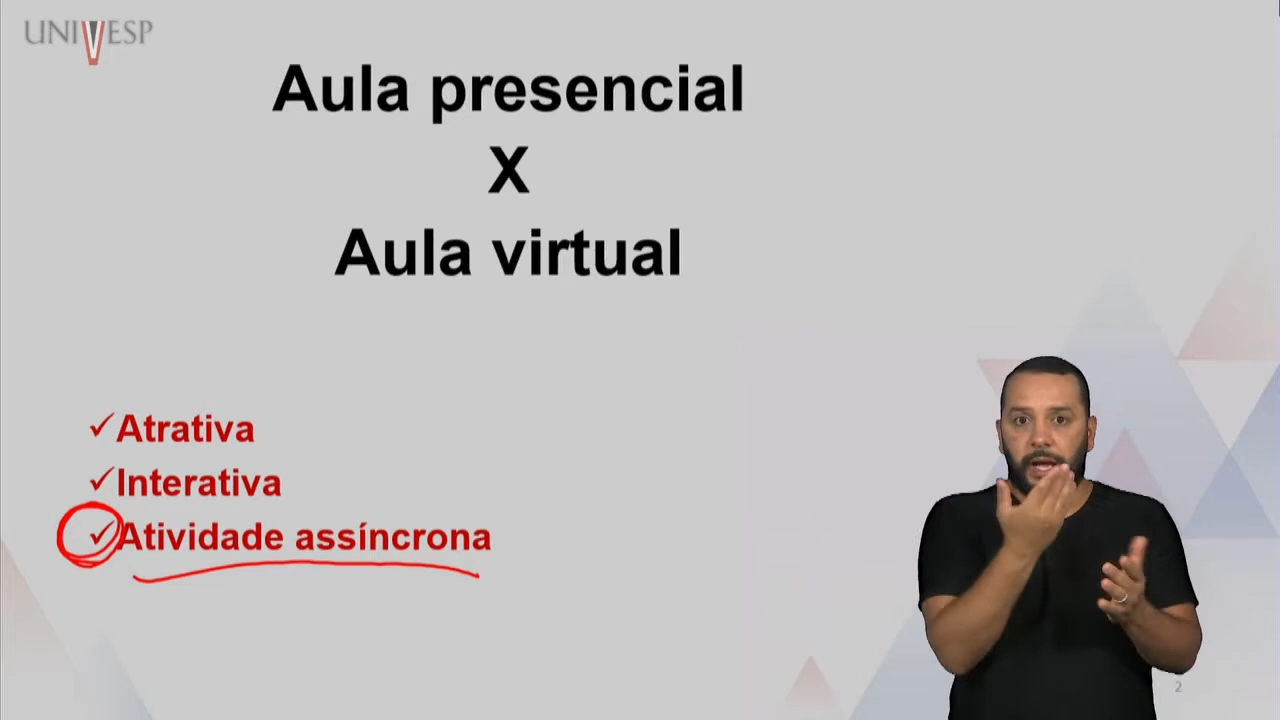 UNIVESP
Aula presencial
X
Aula virtual
✓Atrativa
✓Interativa
✓Atividade assíncrona
2